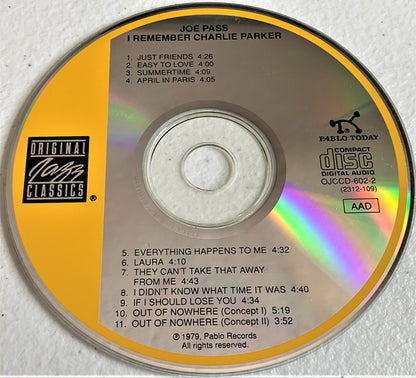 JOE PASS
I REMEMBER CHARLIE PARKER
1. JUST FRIENDS 4:26
2. EASY TO LOVE 4:00
3. SUMMERTIME 4:09
4. APRIL IN PARIS 4:05
PABLO TODAY
ORIGINAL
Jazz
CLASSICS
®
COMPACT
disc
DIGITAL AUDIO
OJCCD-602-2
(2312-109)
AAD
5. EVERYTHING HAPPENS TO ME 4:32
6. LAURA 4:10
7. THEY CAN'T TAKE THAT AWAY
FROM ME 4:43
8. I DIDN'T KNOW WHAT TIME IT WAS 4:40
9. IF I SHOULD LOSE YOU 4:34
10. OUT OF NOWHERE (Concept I) 5:19
11. OUT OF NOWHERE (Concept II) 3:52
℗ 1979, Pablo Records
All rights reserved.